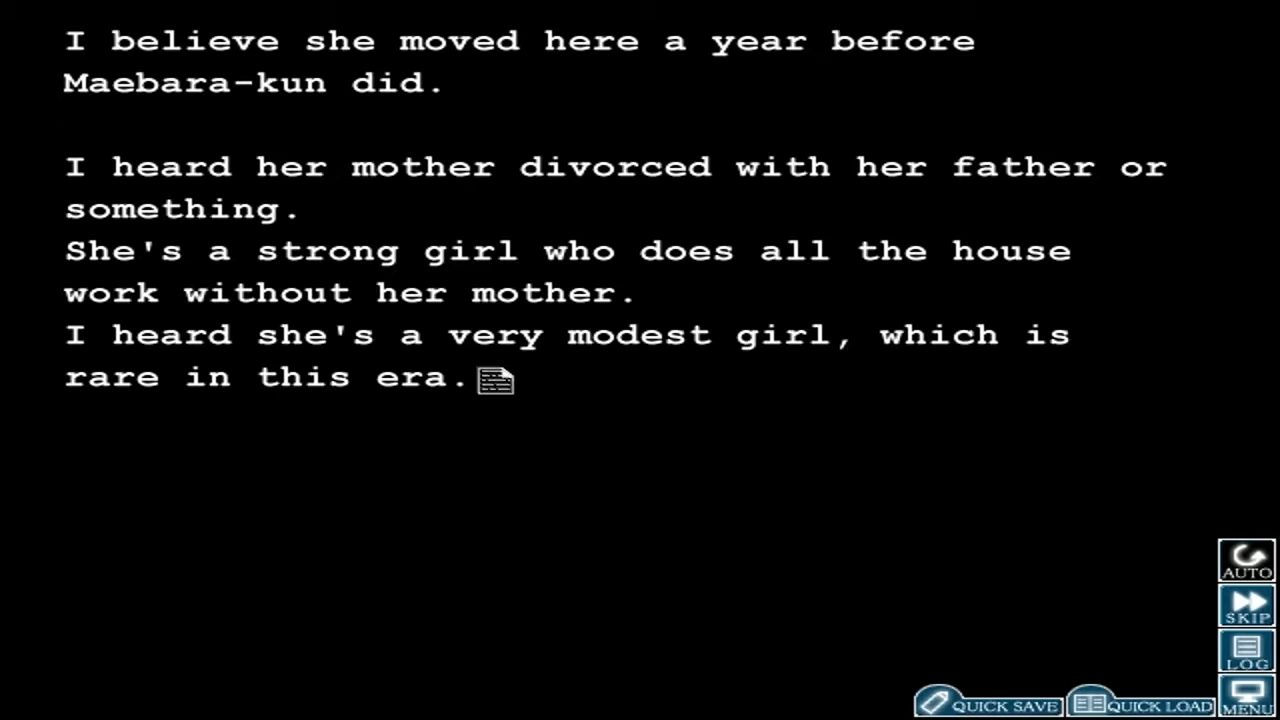 I believe she moved here a year before
Maebara-kun did.
I heard her mother divorced with her father or
something.
She's a strong girl who does all the house
work without her mother.
I heard she's a very modest girl, which is
rare in this era.
AUTO
SKIP
LOG
QUICK SAVE
QUICK LOAD
MENU